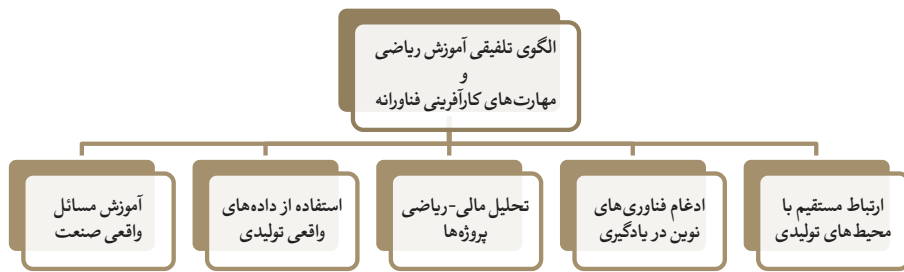 الگوی تلفیقی آموزش ریاضی
و
مهارت‌های کارآفرینی فناورانه
ارتباط مستقیم با
محیط‌های تولیدی
ادغام فناوری‌های
نوین در یادگیری
تحلیل مالی-ریاضی
پروژه‌ها
استفاده از داده‌های
واقعی تولیدی
آموزش مسائل
واقعی صنعت